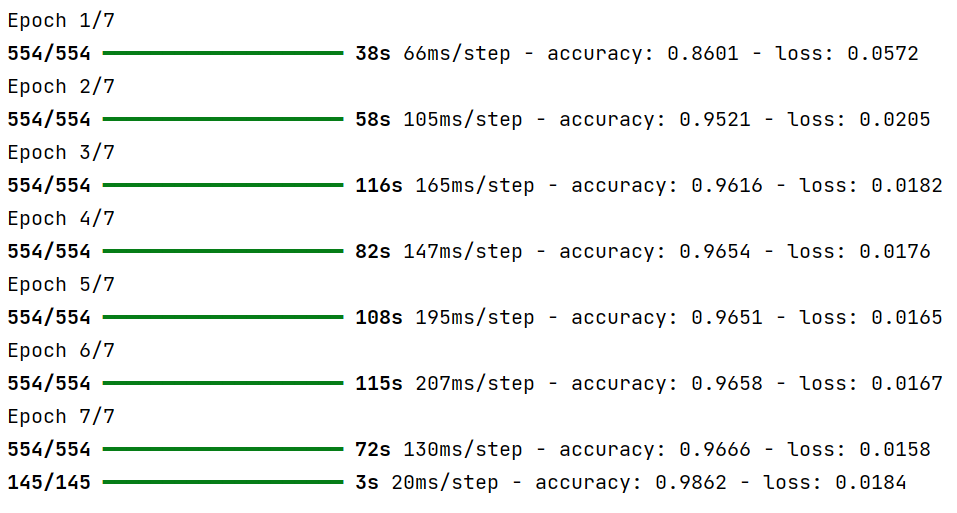 Epoch 1/7
554/554 ━━━━━━━━━━━━━━━━━━━━ 38s 66ms/step - accuracy: 0.8601 - loss: 0.0572
Epoch 2/7
554/554 ━━━━━━━━━━━━━━━━━━━━ 58s 105ms/step - accuracy: 0.9521 - loss: 0.0205
Epoch 3/7
554/554 ━━━━━━━━━━━━━━━━━━━━ 116s 165ms/step - accuracy: 0.9616 - loss: 0.0182
Epoch 4/7
554/554 ━━━━━━━━━━━━━━━━━━━━ 82s 147ms/step - accuracy: 0.9654 - loss: 0.0176
Epoch 5/7
554/554 ━━━━━━━━━━━━━━━━━━━━ 108s 195ms/step - accuracy: 0.9651 - loss: 0.0165
Epoch 6/7
554/554 ━━━━━━━━━━━━━━━━━━━━ 115s 207ms/step - accuracy: 0.9658 - loss: 0.0167
Epoch 7/7
554/554 ━━━━━━━━━━━━━━━━━━━━ 72s 130ms/step - accuracy: 0.9666 - loss: 0.0158
145/145 ━━━━━━━━━━━━━━━━━━━━ 3s 20ms/step - accuracy: 0.9862 - loss: 0.0184